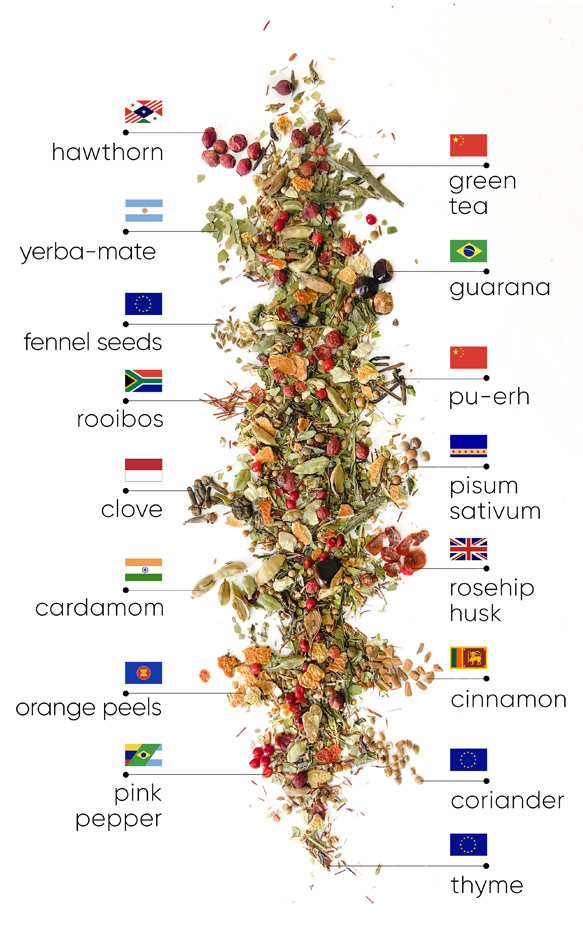 hawthorn
green
tea
yerba-mate
guarana
fennel seeds
pu-erh
rooibos
clove
pisum
sativum
cardamom
rosehip
husk
orange peels
cinnamon
pink
pepper
coriander
thyme